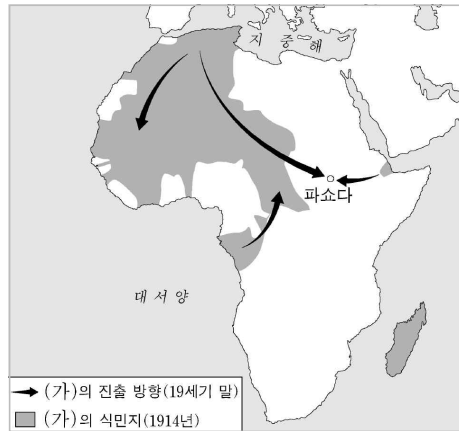 지 중 해
파쇼다
대 서 양
(가)의 진출 방향(19세기 말)
(가)의 식민지(1914년)